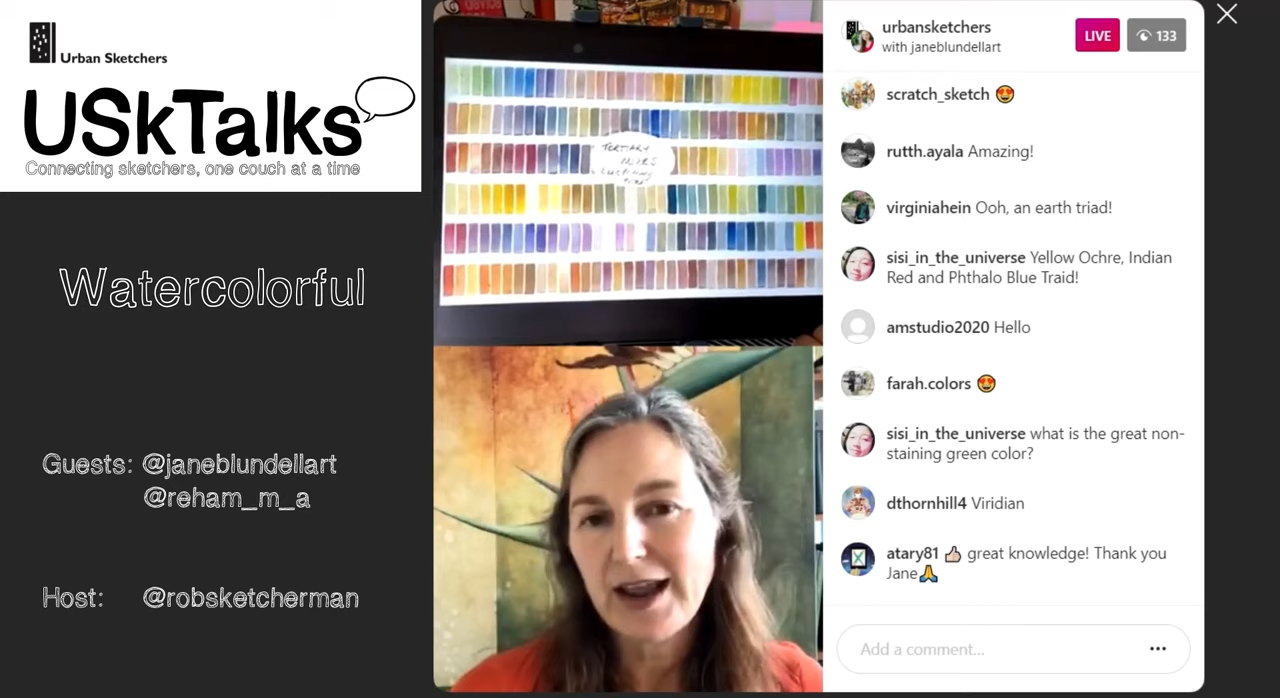 Urban Sketchers
USkTalks
Connecting sketchers, one couch at a time
Watercolorful
Guests: @janeblundellart
@reham_m_a
Host: @robsketcherman
TERTIARY
urbansketchers
with janeblundellart
LIVE
133
scratch_sketch 😍
rutth.ayala Amazing!
virginiahein Ooh, an earth triad!
sisi_in_the_universe Yellow Ochre, Indian
Red and Phthalo Blue Traid!
amstudio2020 Hello
farah.colors 😍
sisi_in_the_universe what is the great non-
staining green color?
dthornhill4 Viridian
atary81 👍🏻 great knowledge! Thank you
Jane🙏
Add a comment...